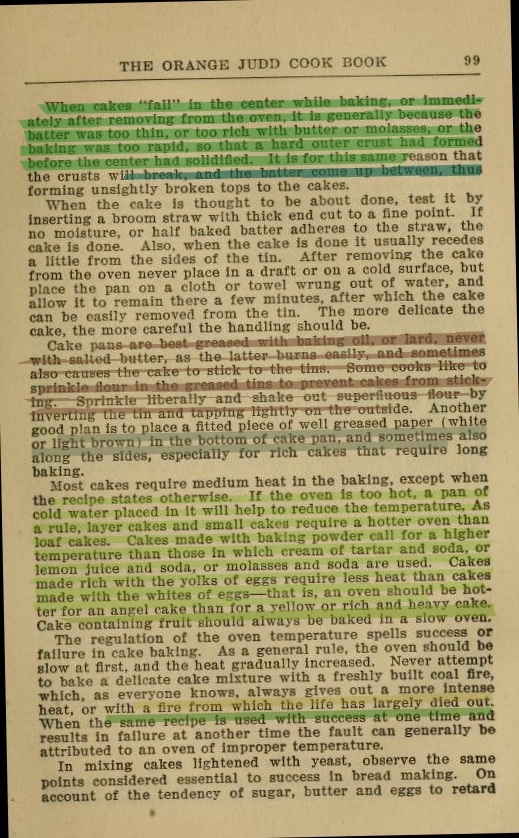 THE ORANGE JUDD COOK BOOK 99
When cakes "fall" in the center while baking, or immedi-
ately after removing from the oven, it is generally because the
batter was too thin, or too rich with butter or molasses, or the
baking was too rapid, so that a hard outer crust had formed
before the center had solidified. It is for this same reason that
the crusts will break, and the batter come up between, thus
forming unsightly broken tops to the cakes.
When the cake is thought to be about done, test it by
inserting a broom straw with thick end cut to a fine point. If
no moisture, or half baked batter adheres to the straw, the
cake is done. Also, when the cake is done it usually recedes
a little from the sides of the tin. After removing the cake
from the oven never place in a draft or on a cold surface, but
place the pan on a cloth or towel wrung out of water, and
allow it to remain there a few minutes, after which the cake
can be easily removed from the tin. The more delicate the
cake, the more careful the handling should be.
Cake pans are best greased with baking oil, or lard, never
with salted butter, as the latter burns easily, and sometimes
also causes the cake to stick to the tins. Some cooks like to
sprinkle flour in the greased tins to prevent cakes from stick-
ing. Sprinkle liberally and shake out superfluous flour by
inverting the tin and tapping lightly on the outside. Another
good plan is to place a fitted piece of well greased paper (white
or light brown) in the bottom of cake pan, and sometimes also
along the sides, especially for rich cakes that require long
baking.
Most cakes require medium heat in the baking, except when
the recipe states otherwise. If the oven is too hot, a pan of
cold water placed in it will help to reduce the temperature. As
a rule, layer cakes and small cakes require a hotter oven than
loaf cakes. Cakes made with baking powder call for a higher
temperature than those in which cream of tartar and soda, or
lemon juice and soda, or molasses and soda are used. Cakes
made rich with the yolks of eggs require less heat than cakes
made with the whites of eggs—that is, an oven should be hot-
ter for an angel cake than for a yellow or rich and heavy cake.
Cake containing fruit should always be baked in a slow oven.
The regulation of the oven temperature spells success or
failure in cake baking. As a general rule, the oven should be
slow at first, and the heat gradually increased. Never attempt
to bake a delicate cake mixture with a freshly built coal fire,
which, as everyone knows, always gives out a more intense
heat, or with a fire from which the life has largely died out.
When the same recipe is used with success at one time and
results in failure at another time the fault can generally be
attributed to an oven of improper temperature.
In mixing cakes lightened with yeast, observe the same
points considered essential to success in bread making. On
account of the tendency of sugar, butter and eggs to retard